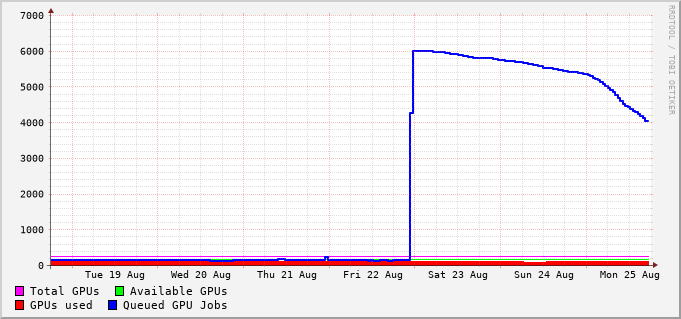 7000
6000
5000
4000
3000
2000
1000
0
Tue 19 Aug Wed 20 Aug Thu 21 Aug Fri 22 Aug Sat 23 Aug Sun 24 Aug Mon 25 Aug
Total GPUs Available GPUs
GPUs used Queued GPU Jobs
RRDTOOL / TOBI OETIKER